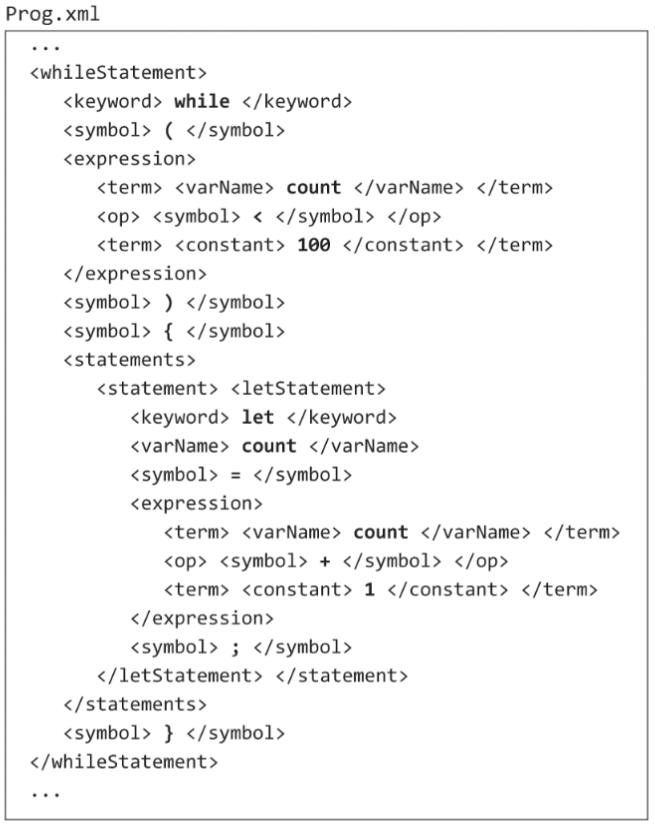 Prog.xml
...
<whileStatement>
<keyword> while </keyword>
<symbol> ( </symbol>
<expression>
<term> <varName> count </varName> </term>
<op> <symbol> < </symbol> </op>
<term> <constant> 100 </constant> </term>
</expression>
<symbol> ) </symbol>
<symbol> { </symbol>
<statements>
<statement> <letStatement>
<keyword> let </keyword>
<varName> count </varName>
<symbol> = </symbol>
<expression>
<term> <varName> count </varName> </term>
<op> <symbol> + </symbol> </op>
<term> <constant> 1 </constant> </term>
</expression>
<symbol> ; </symbol>
</letStatement> </statement>
</statements>
<symbol> } </symbol>
</whileStatement>
...